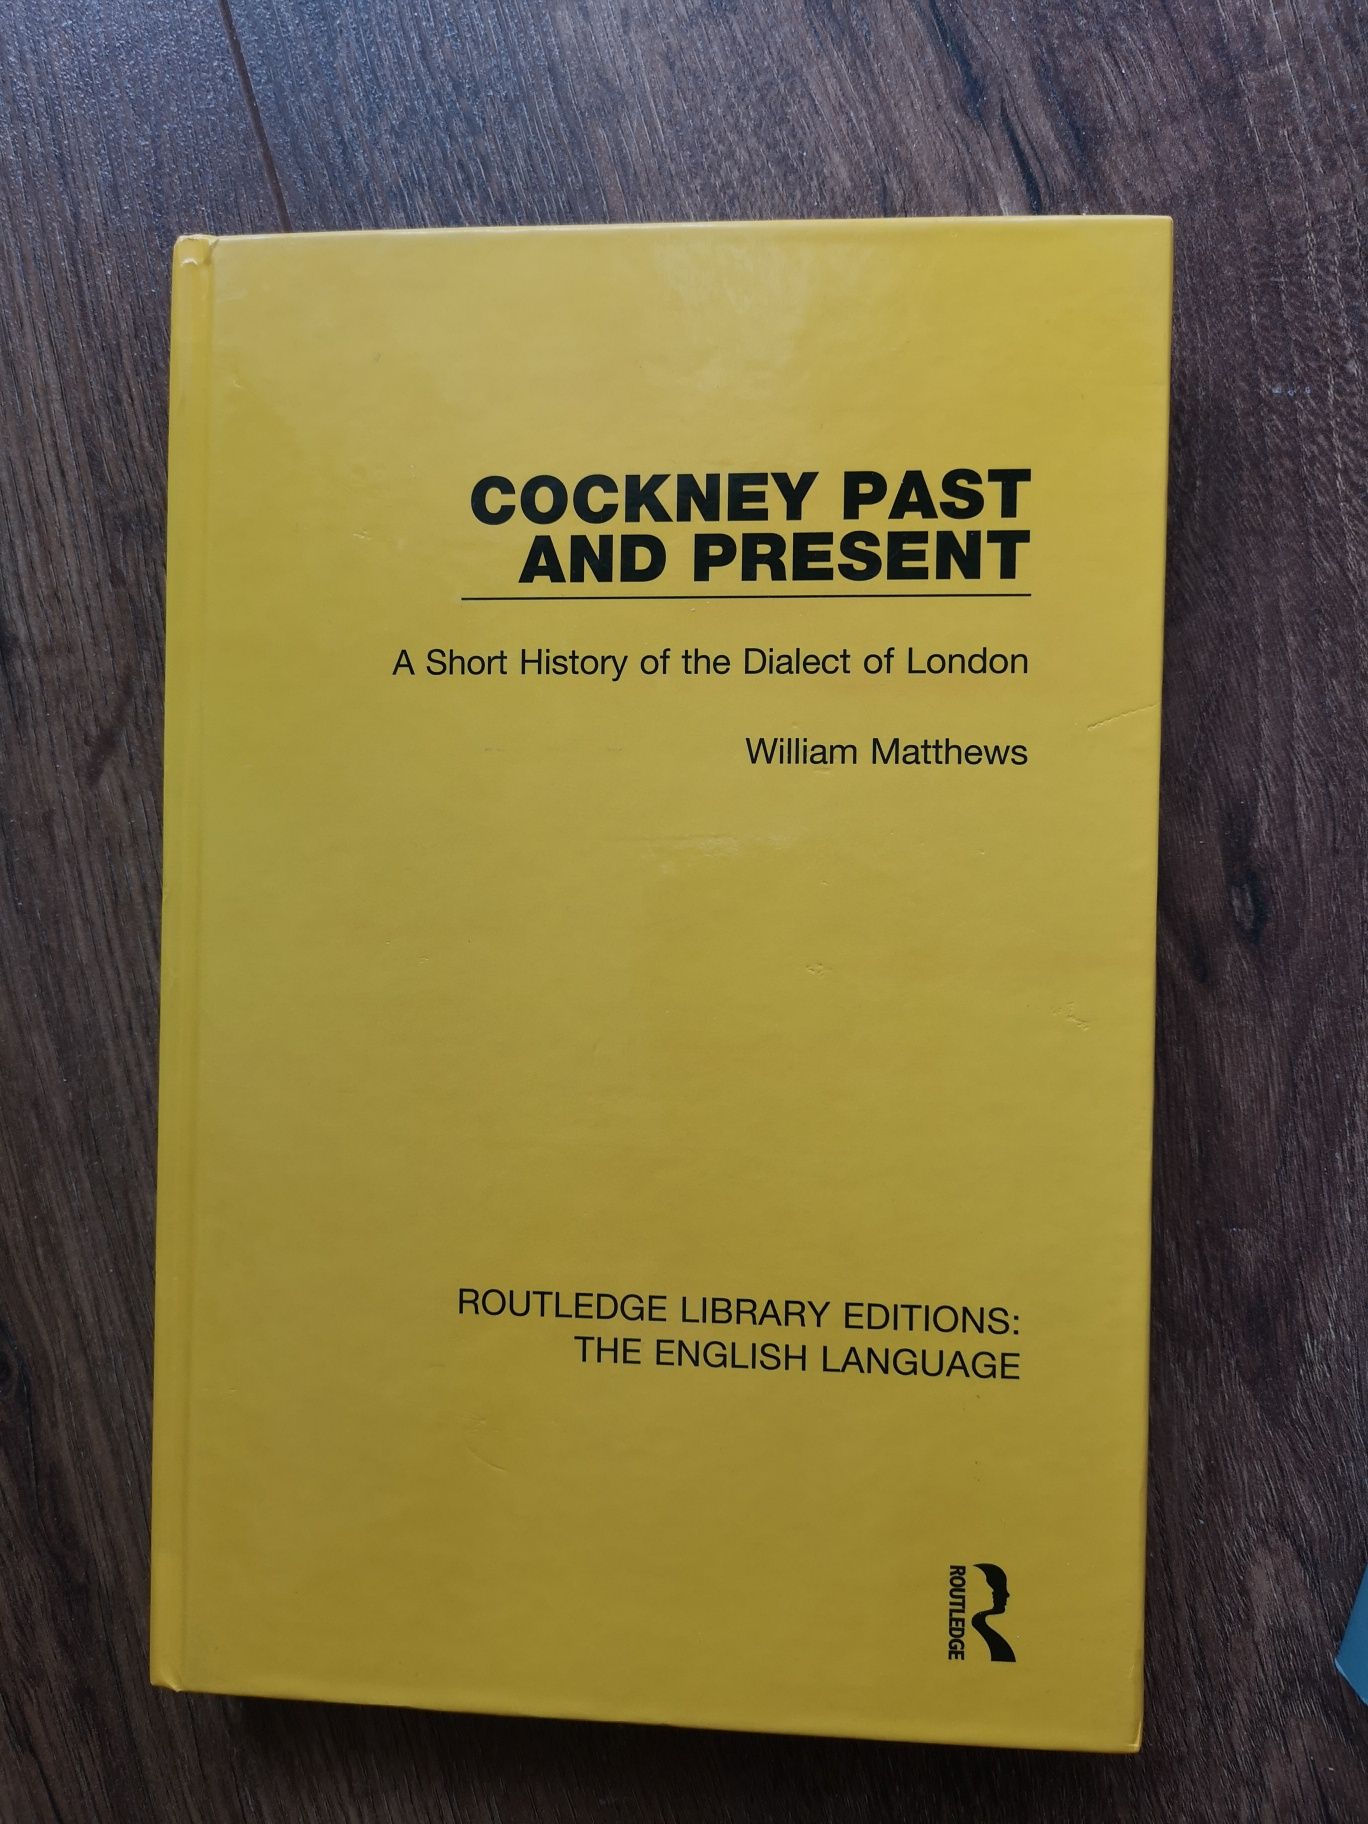 COCKNEY PAST
AND PRESENT
A Short History of the Dialect of London
William Matthews
ROUTLEDGE LIBRARY EDITIONS:
THE ENGLISH LANGUAGE
ROUTLEDGE